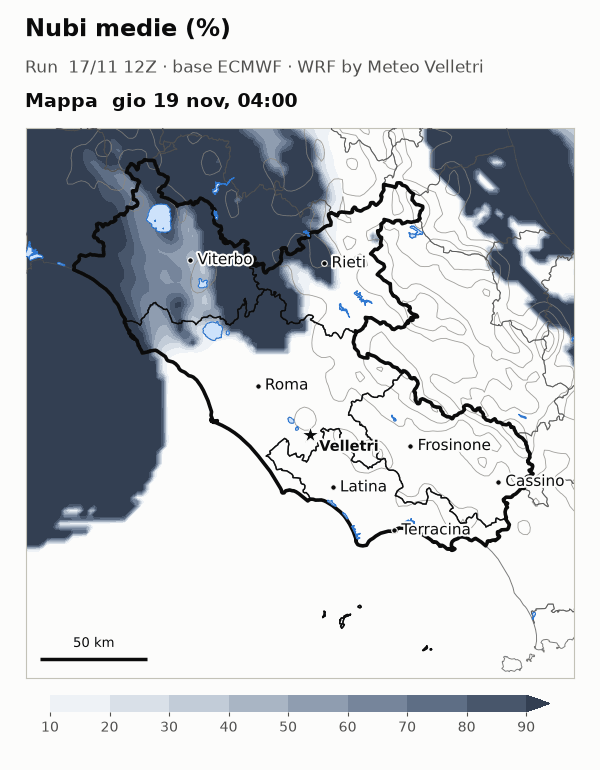 Nubi medie (%)
Run  17/11 12Z · base ECMWF · WRF by Meteo Velletri
Mappa  gio 19 nov, 04:00
Viterbo
Rieti
Roma
Velletri
Frosinone
Latina
Cassino
Terracina
50 km
10 20 30 40 50 60 70 80 90